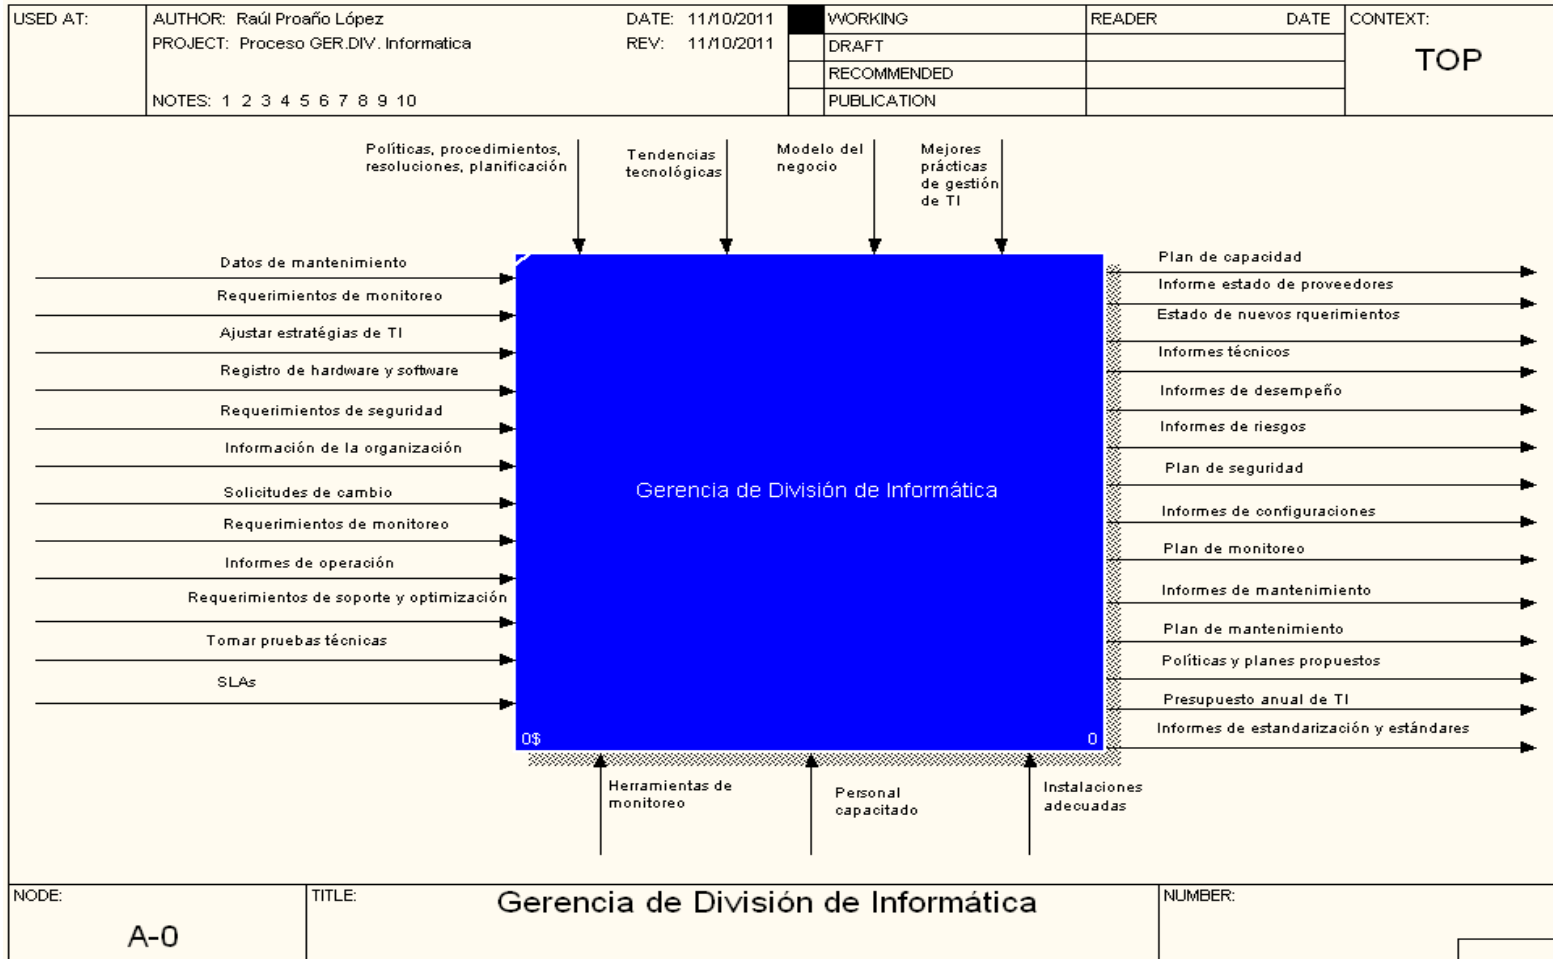 USED AT:
AUTHOR: Raúl Proaño López
DATE: 11/10/2011
WORKING
READER
DATE
CONTEXT:
PROJECT: Proceso GER.DIV. Informatica
REV: 11/10/2011
DRAFT
TOP
RECOMMENDED
NOTES: 1 2 3 4 5 6 7 8 9 10
PUBLICATION
Políticas, procedimientos,
resoluciones, planificación
Tendencias
tecnológicas
Modelo del
negocio
Mejores
prácticas
de gestión
de TI
Datos de mantenimiento
Requerimientos de monitoreo
Ajustar estratégias de TI
Registro de hardware y software
Requerimientos de seguridad
Información de la organización
Solicitudes de cambio
Requerimientos de monitoreo
Informes de operación
Requerimientos de soporte y optimización
Tomar pruebas técnicas
SLAs
Gerencia de División de Informática
0$
0
Plan de capacidad
Informe estado de proveedores
Estado de nuevos rquerimientos
Informes técnicos
Informes de desempeño
Informes de riesgos
Plan de seguridad
Informes de configuraciones
Plan de monitoreo
Informes de mantenimiento
Plan de mantenimiento
Políticas y planes propuestos
Presupuesto anual de TI
Informes de estandarización y estándares
Herramientas de
monitoreo
Personal
capacitado
Instalaciones
adecuadas
NODE:
A-0
TITLE:
Gerencia de División de Informática
NUMBER: